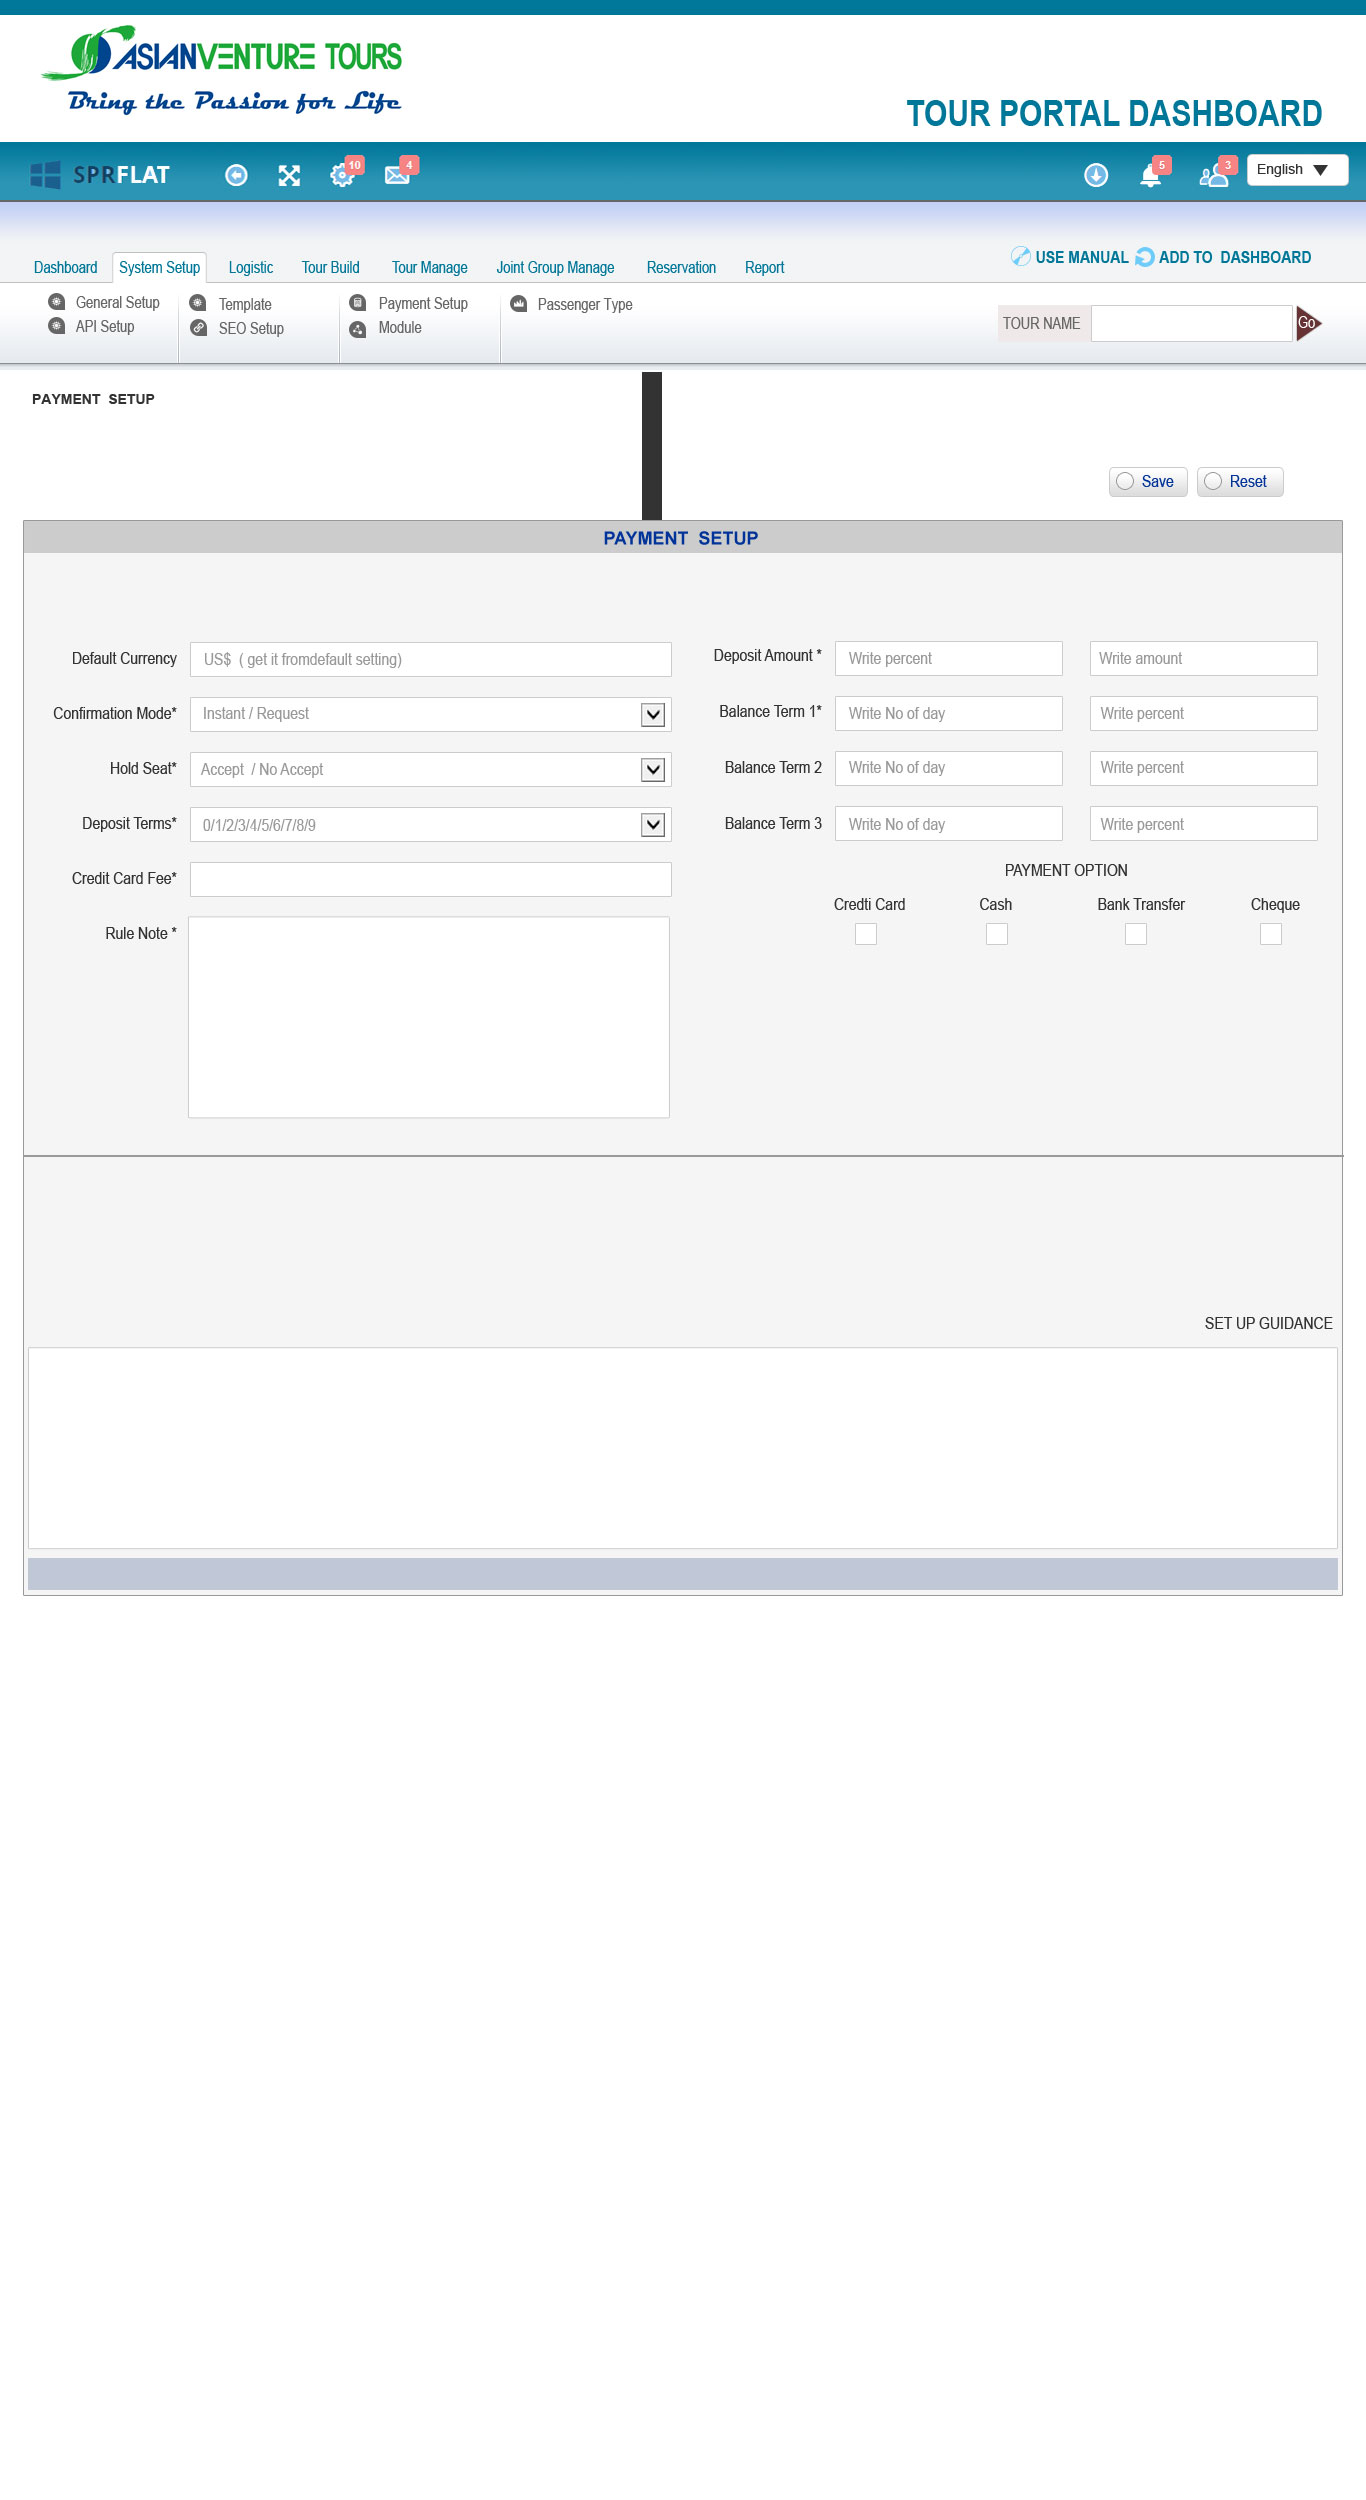 ASIANVENTURE TOURS
Bring the Passion for Life
TOUR PORTAL DASHBOARD
SPRFLAT 10 4 5 3 English
USE MANUAL ADD TO DASHBOARD
Dashboard System Setup Logistic Tour Build Tour Manage Joint Group Manage Reservation Report
General Setup Template Payment Setup Passenger Type
API Setup SEO Setup Module
TOUR NAME Go
PAYMENT SETUP
Save Reset
PAYMENT SETUP
Default Currency US$ ( get it fromdefault setting) Deposit Amount * Write percent Write amount
Confirmation Mode* Instant / Request Balance Term 1* Write No of day Write percent
Hold Seat* Accept / No Accept Balance Term 2 Write No of day Write percent
Deposit Terms* 0/1/2/3/4/5/6/7/8/9 Balance Term 3 Write No of day Write percent
Credit Card Fee* PAYMENT OPTION
Credti Card Cash Bank Transfer Cheque
Rule Note *
SET UP GUIDANCE